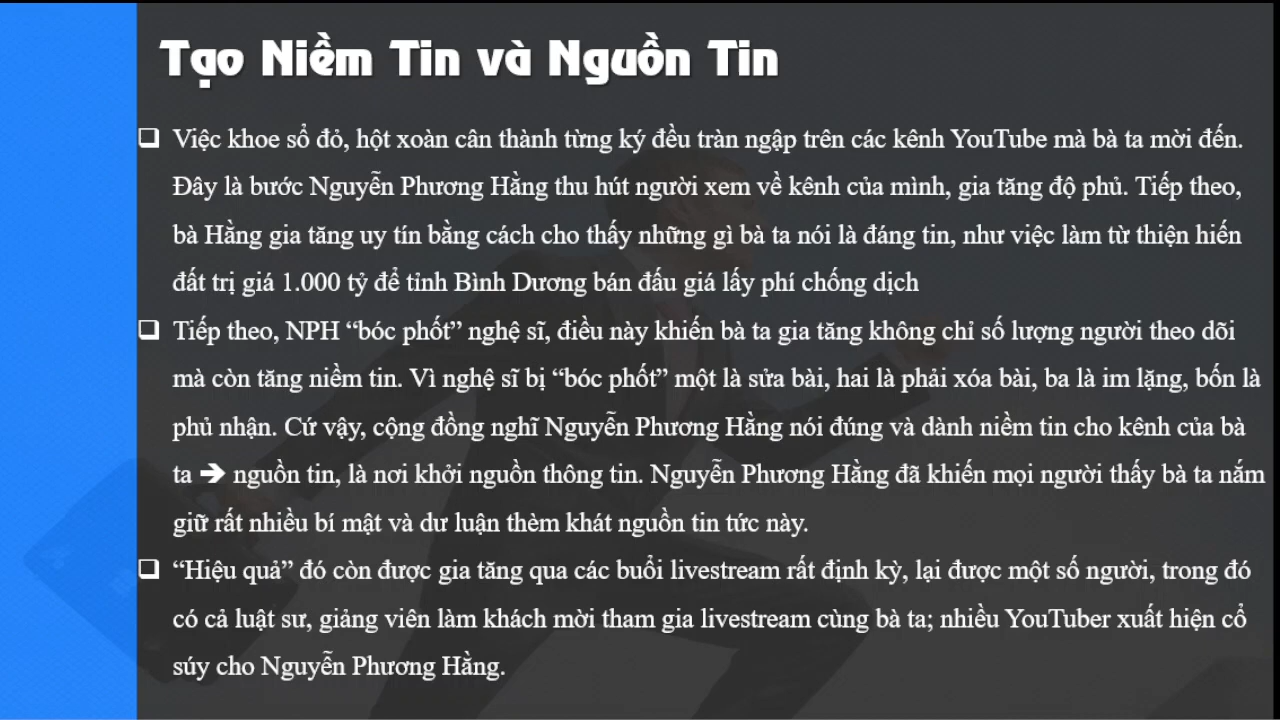 Tạo Niềm Tin và Nguồn Tin
❑ Việc khoe sổ đỏ, hột xoàn cân thành từng ký đều tràn ngập trên các kênh YouTube mà bà ta mời đến.
Đây là bước Nguyễn Phương Hằng thu hút người xem về kênh của mình, gia tăng độ phủ. Tiếp theo,
bà Hằng gia tăng uy tín bằng cách cho thấy những gì bà ta nói là đáng tin, như việc làm từ thiện hiến
đất trị giá 1.000 tỷ để tỉnh Bình Dương bán đấu giá lấy phí chống dịch
❑ Tiếp theo, NPH “bóc phốt” nghệ sĩ, điều này khiến bà ta gia tăng không chỉ số lượng người theo dõi
mà còn tăng niềm tin. Vì nghệ sĩ bị “bóc phốt” một là sửa bài, hai là phải xóa bài, ba là im lặng, bốn là
phủ nhận. Cứ vậy, cộng đồng nghĩ Nguyễn Phương Hằng nói đúng và dành niềm tin cho kênh của bà
ta ➔ nguồn tin, là nơi khởi nguồn thông tin. Nguyễn Phương Hằng đã khiến mọi người thấy bà ta nắm
giữ rất nhiều bí mật và dư luận thèm khát nguồn tin tức này.
❑ “Hiệu quả” đó còn được gia tăng qua các buổi livestream rất định kỳ, lại được một số người, trong đó
có cả luật sư, giảng viên làm khách mời tham gia livestream cùng bà ta; nhiều YouTuber xuất hiện cổ
súy cho Nguyễn Phương Hằng.